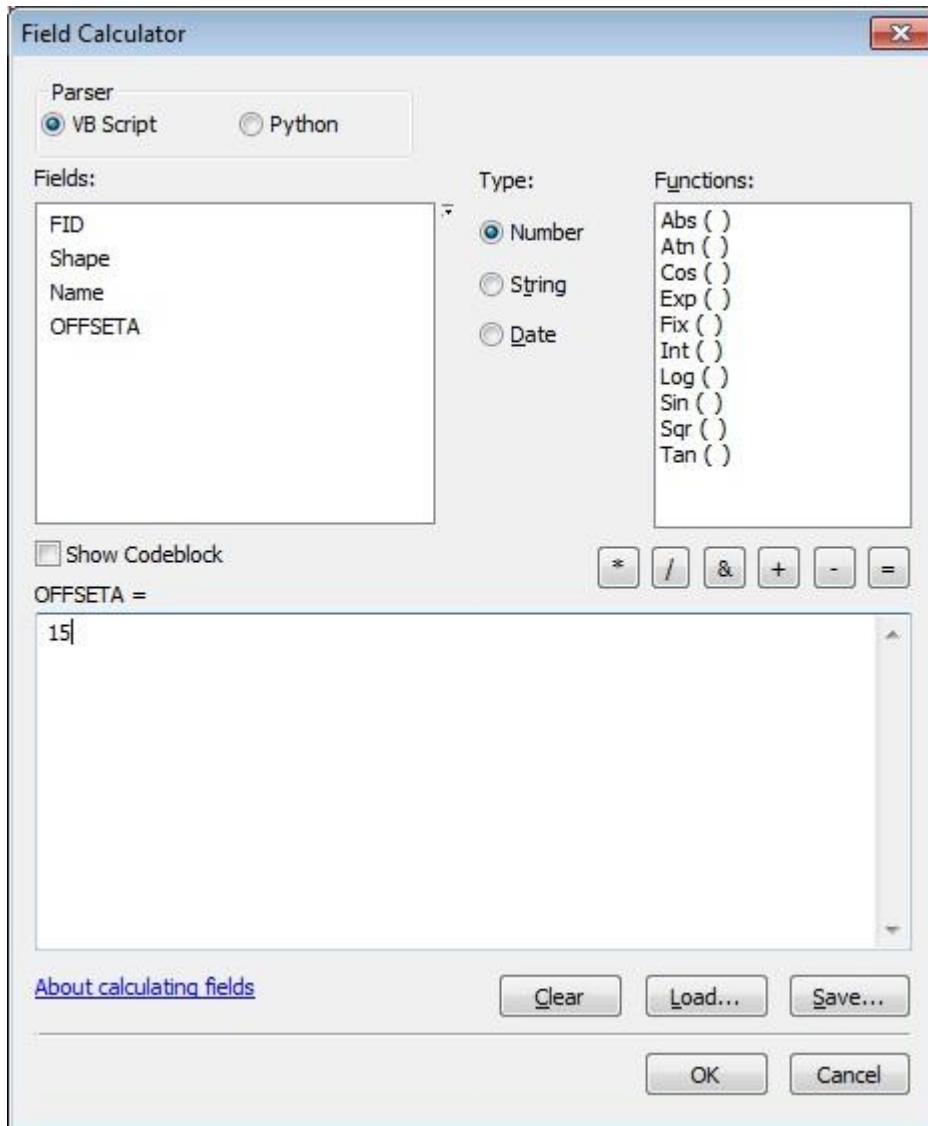 Field Calculator
Parser
VB Script Python
Fields:
FID
Shape
Name
OFFSETA
Type:
Number
String
Date
Functions:
Abs ( )
Atn ( )
Cos ( )
Exp ( )
Fix ( )
Int ( )
Log ( )
Sin ( )
Sqr ( )
Tan ( )
Show Codeblock
* / & + - =
OFFSETA =
15
About calculating fields
Clear Load... Save...
OK Cancel